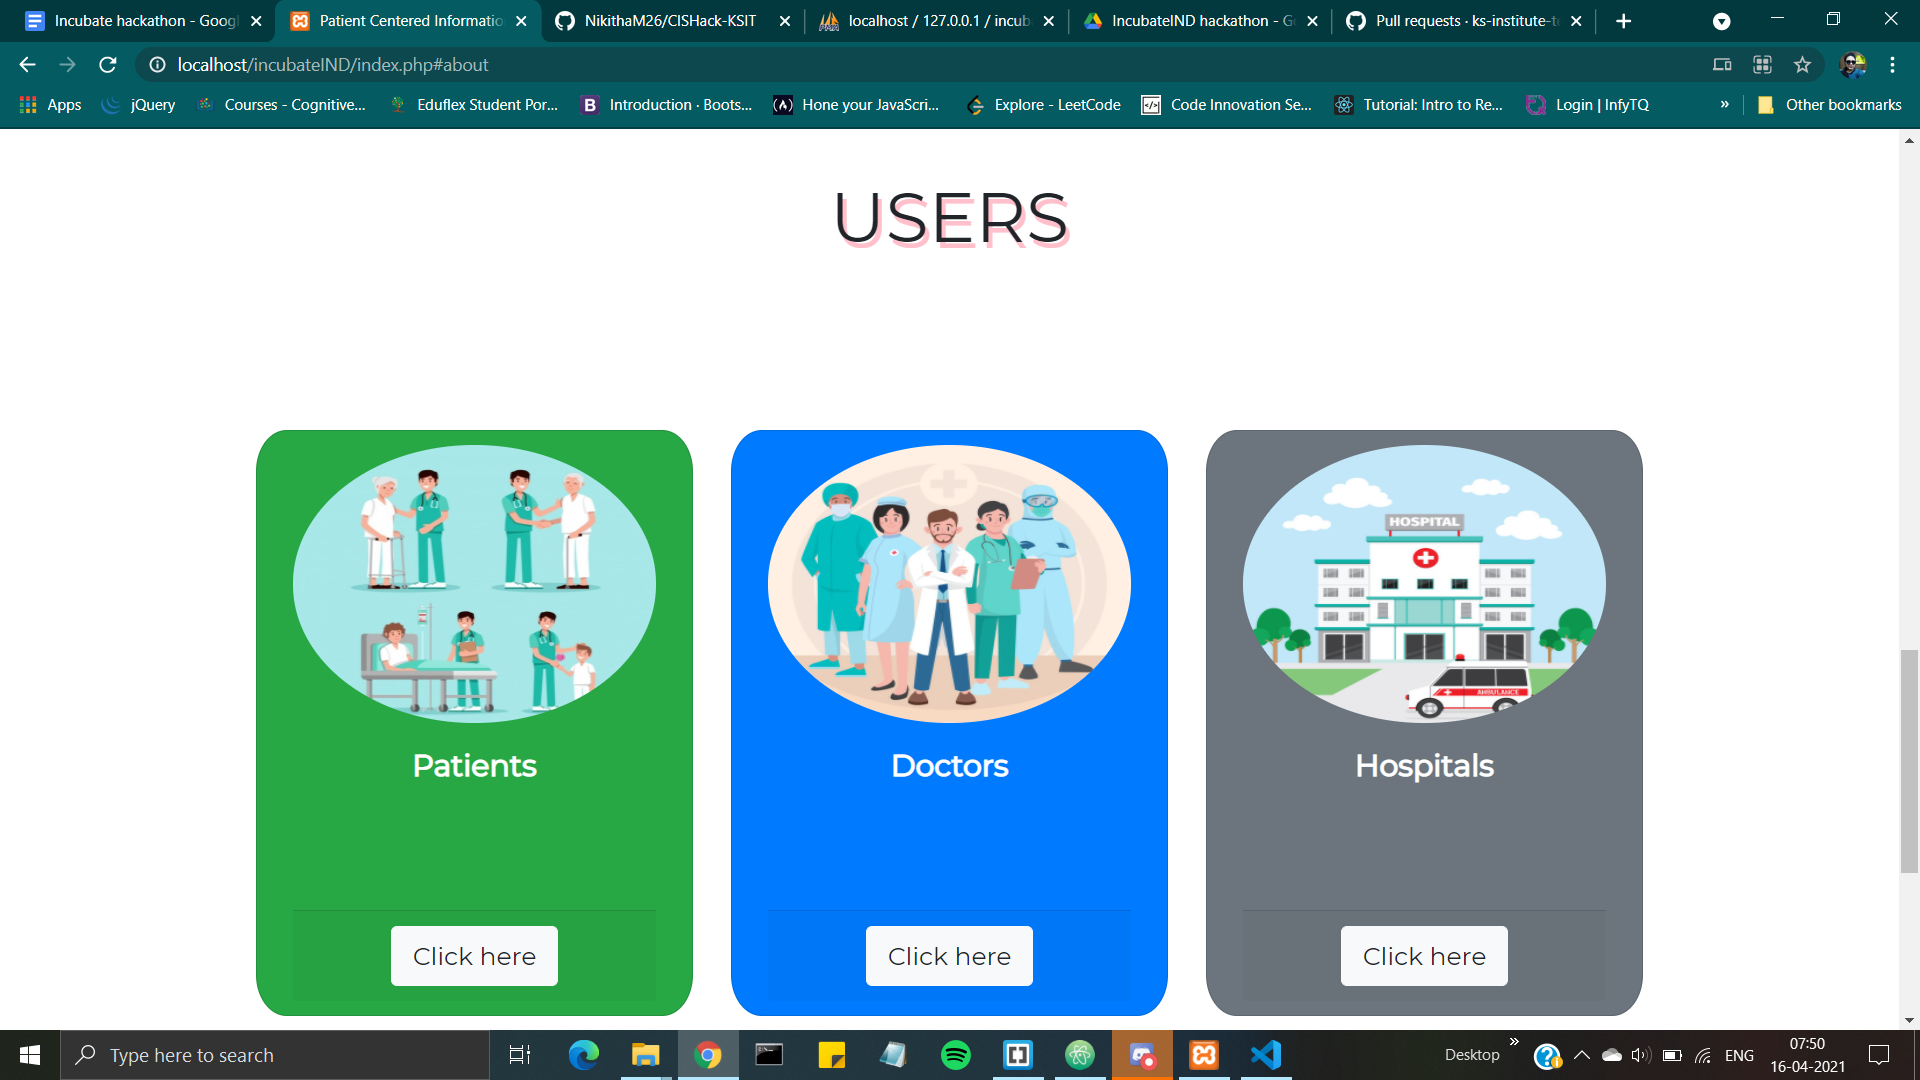 Incubate hackathon - Googl
Patient Centered Informatio
NikithaM26/CISHack-KSIT
localhost / 127.0.0.1 / incub
IncubateIND hackathon - G
Pull requests · ks-institute-t
localhost/incubateIND/index.php#about
Apps
jQuery
Courses - Cognitive...
Eduflex Student Por...
B
Introduction · Boots...
Hone your JavaScri...
Explore - LeetCode
Code Innovation Se...
Tutorial: Intro to Re...
Login | InfyTQ
»
Other bookmarks
USERS
HOSPITAL
AMBULANCE
Patients
Doctors
Hospitals
Click here
Click here
Click here
Type here to search
Desktop
»
ENG
07:50
16-04-2021